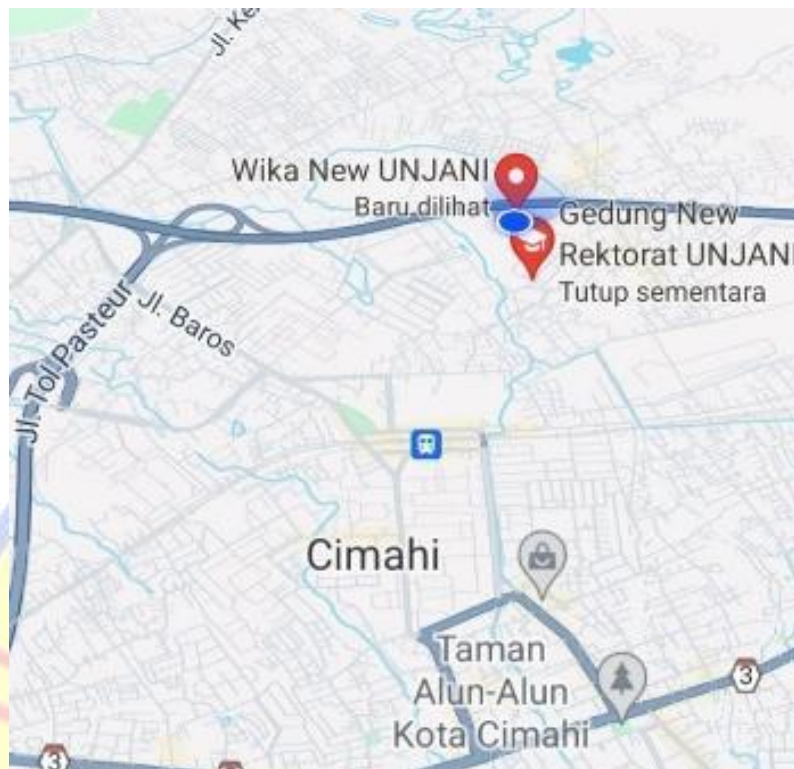 Jl. Ke
Wika New UNJANI
Baru dilihat
Gedung New
Rektorat UNJANI
Tutup sementara
Jl. Baros
Jl. Tol Pasteur
Cimahi
Taman
Alun-Alun
Kota Cimahi
3
3
3